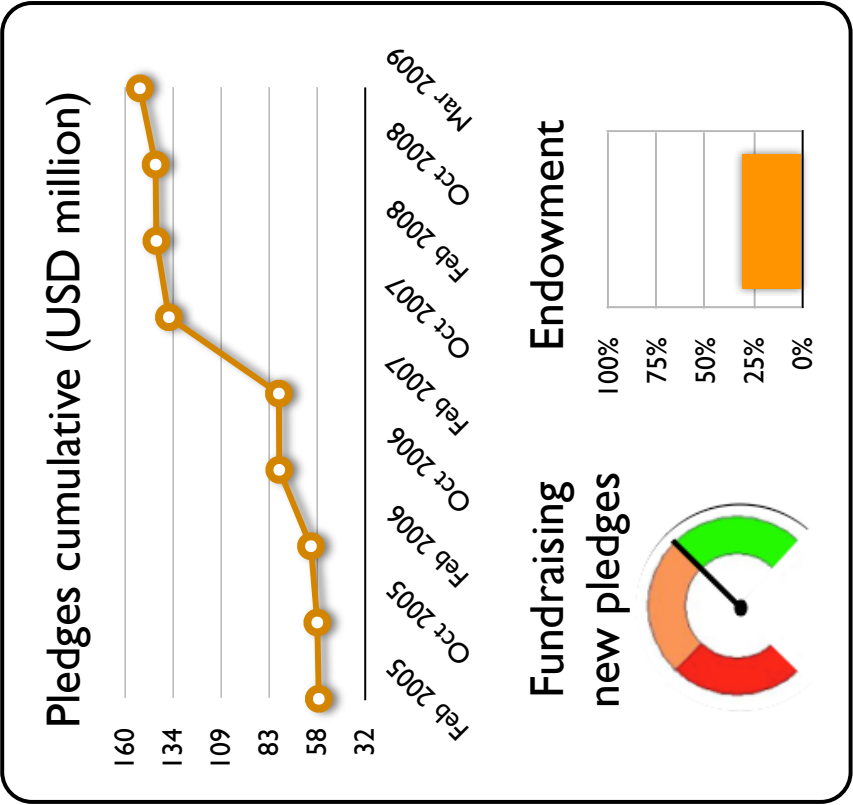 Pledges cumulative (USD million)
160
134
109
83
58
32
Feb 2005
Oct 2005
Feb 2006
Oct 2006
Feb 2007
Oct 2007
Feb 2008
Oct 2008
Mar 2009
Fundraising
new pledges
Endowment
100%
75%
50%
25%
0%